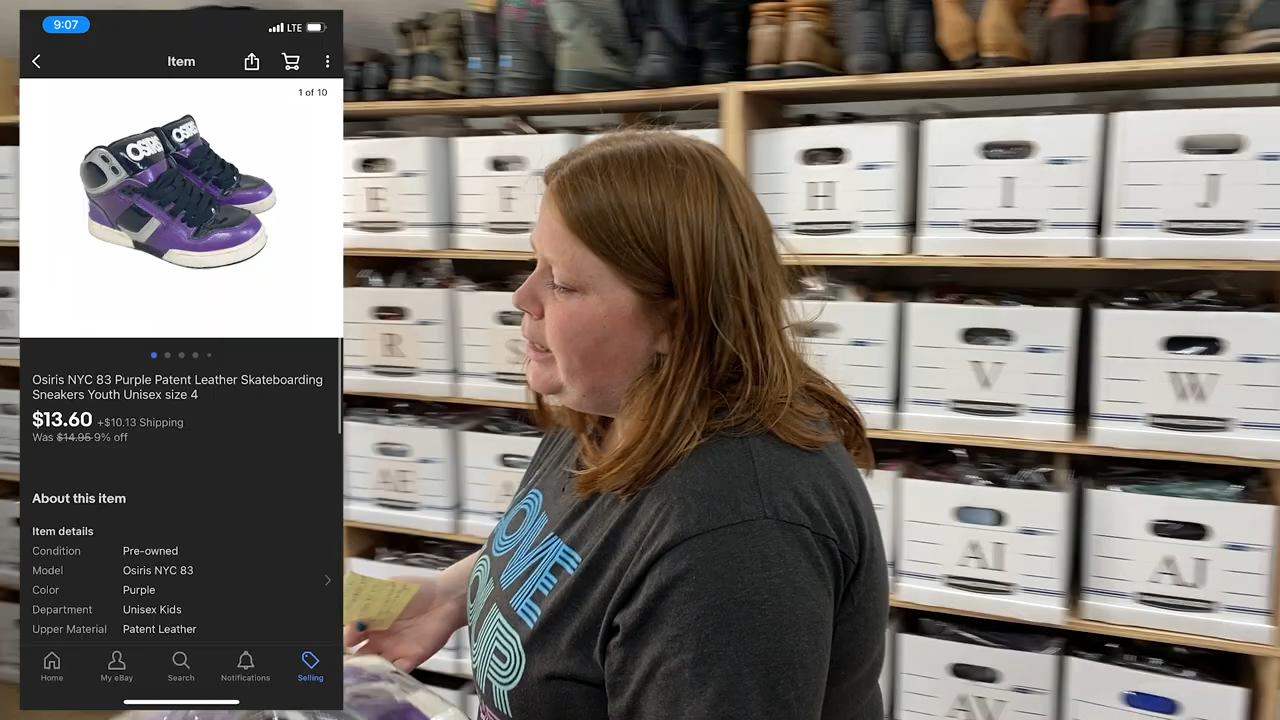 9:07
LTE
Item
1 of 10
OSIRIS
Osiris NYC 83 Purple Patent Leather Skateboarding
Sneakers Youth Unisex size 4
$13.60 +$10.13 Shipping
Was $14.95 9% off
About this item
Item details
Condition Pre-owned
Model Osiris NYC 83
Color Purple
Department Unisex Kids
Upper Material Patent Leather
Home My eBay Search Notifications Selling
E
F
H
I
J
R
S
V
W
AE
AI
AJ
AV